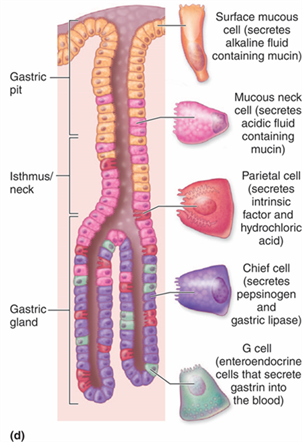 Surface mucous
cell (secretes
alkaline fluid
containing mucin)
Gastric
pit
Mucous neck
cell (secretes
acidic fluid
containing
mucin)
Isthmus/
neck
Parietal cell
(secretes
intrinsic
factor and
hydrochloric
acid)
Gastric
gland
Chief cell
(secretes
pepsinogen
and
gastric lipase)
G cell
(enteroendocrine
cells that secrete
gastrin into
the blood)
(d)